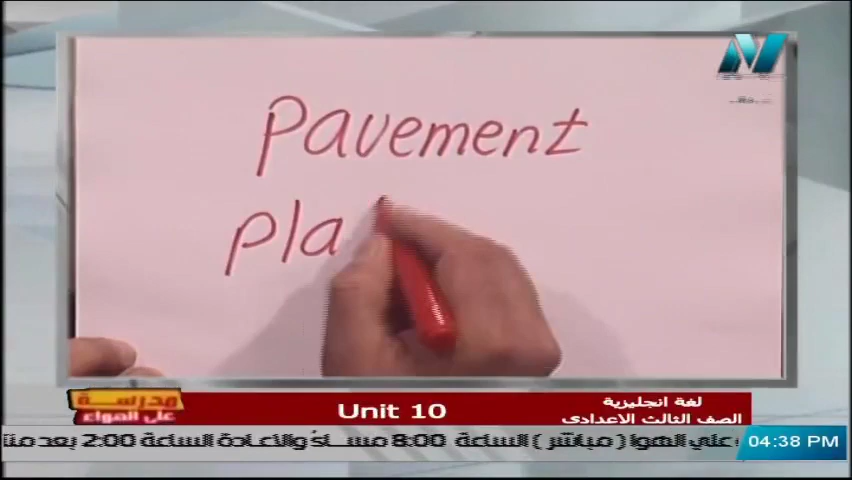 Pavement
pla
مدرسة
على الهواء
Unit 10
لغة انجليزية
الصف الثالث الاعدادى
علي الهوا ( مباشر ) الساعة 8:00 مساءً والاعادة الساعة 2:00 بعد
04:38 PM